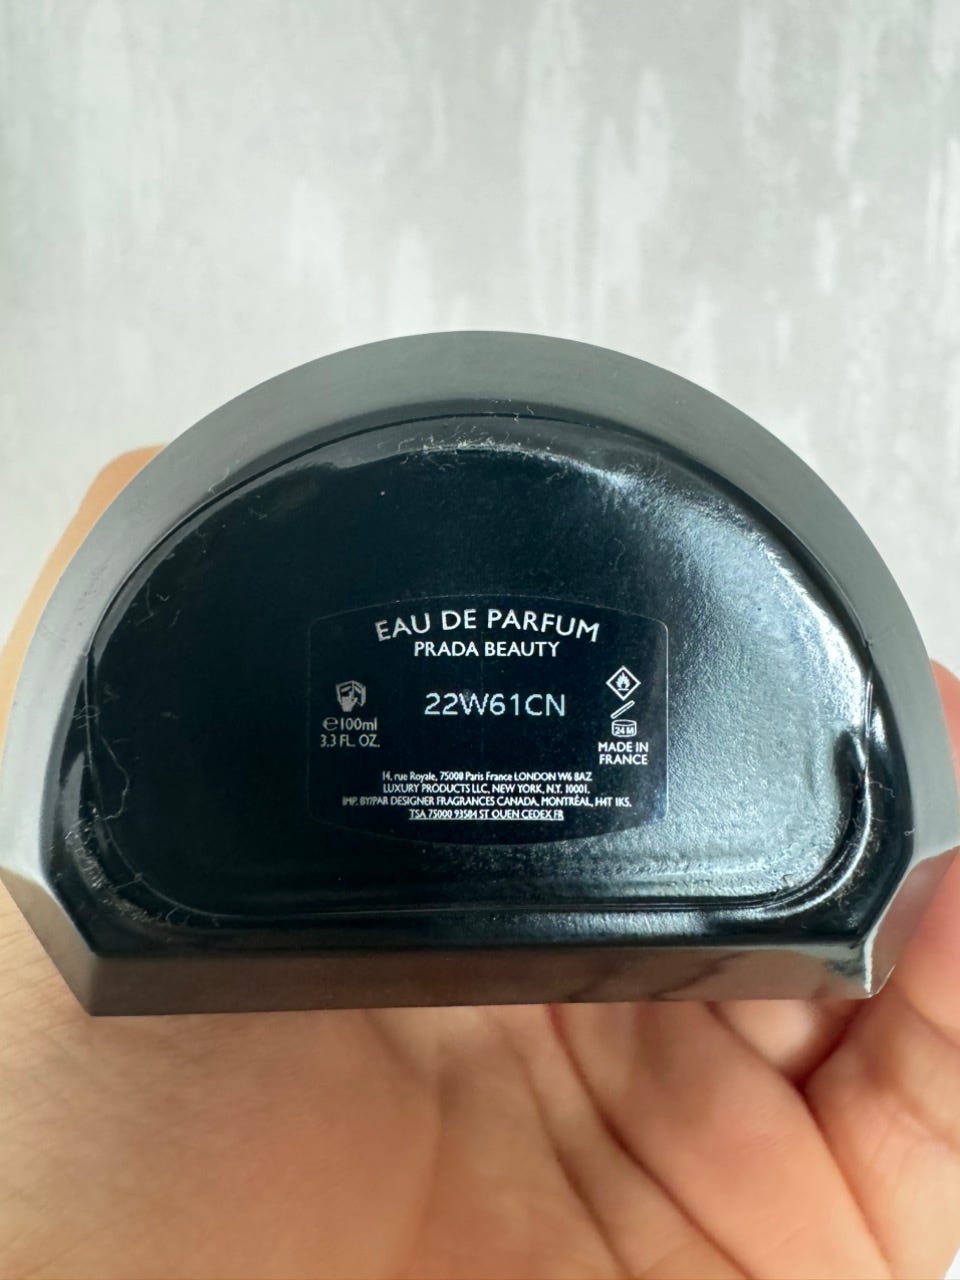 EAU DE PARFUM
PRADA BEAUTY
22W61CN
℮100ml
3.3 FL. OZ.
24 M
MADE IN
FRANCE
14, rue Royale, 75008 Paris France LONDON W6 8AZ
LUXURY PRODUCTS LLC, NEW YORK, N.Y. 10001.
IMP. BY/PAR DESIGNER FRAGRANCES CANADA, MONTRÉAL, H4T 1K5.
TSA 75000 93584 ST OUEN CEDEX FR